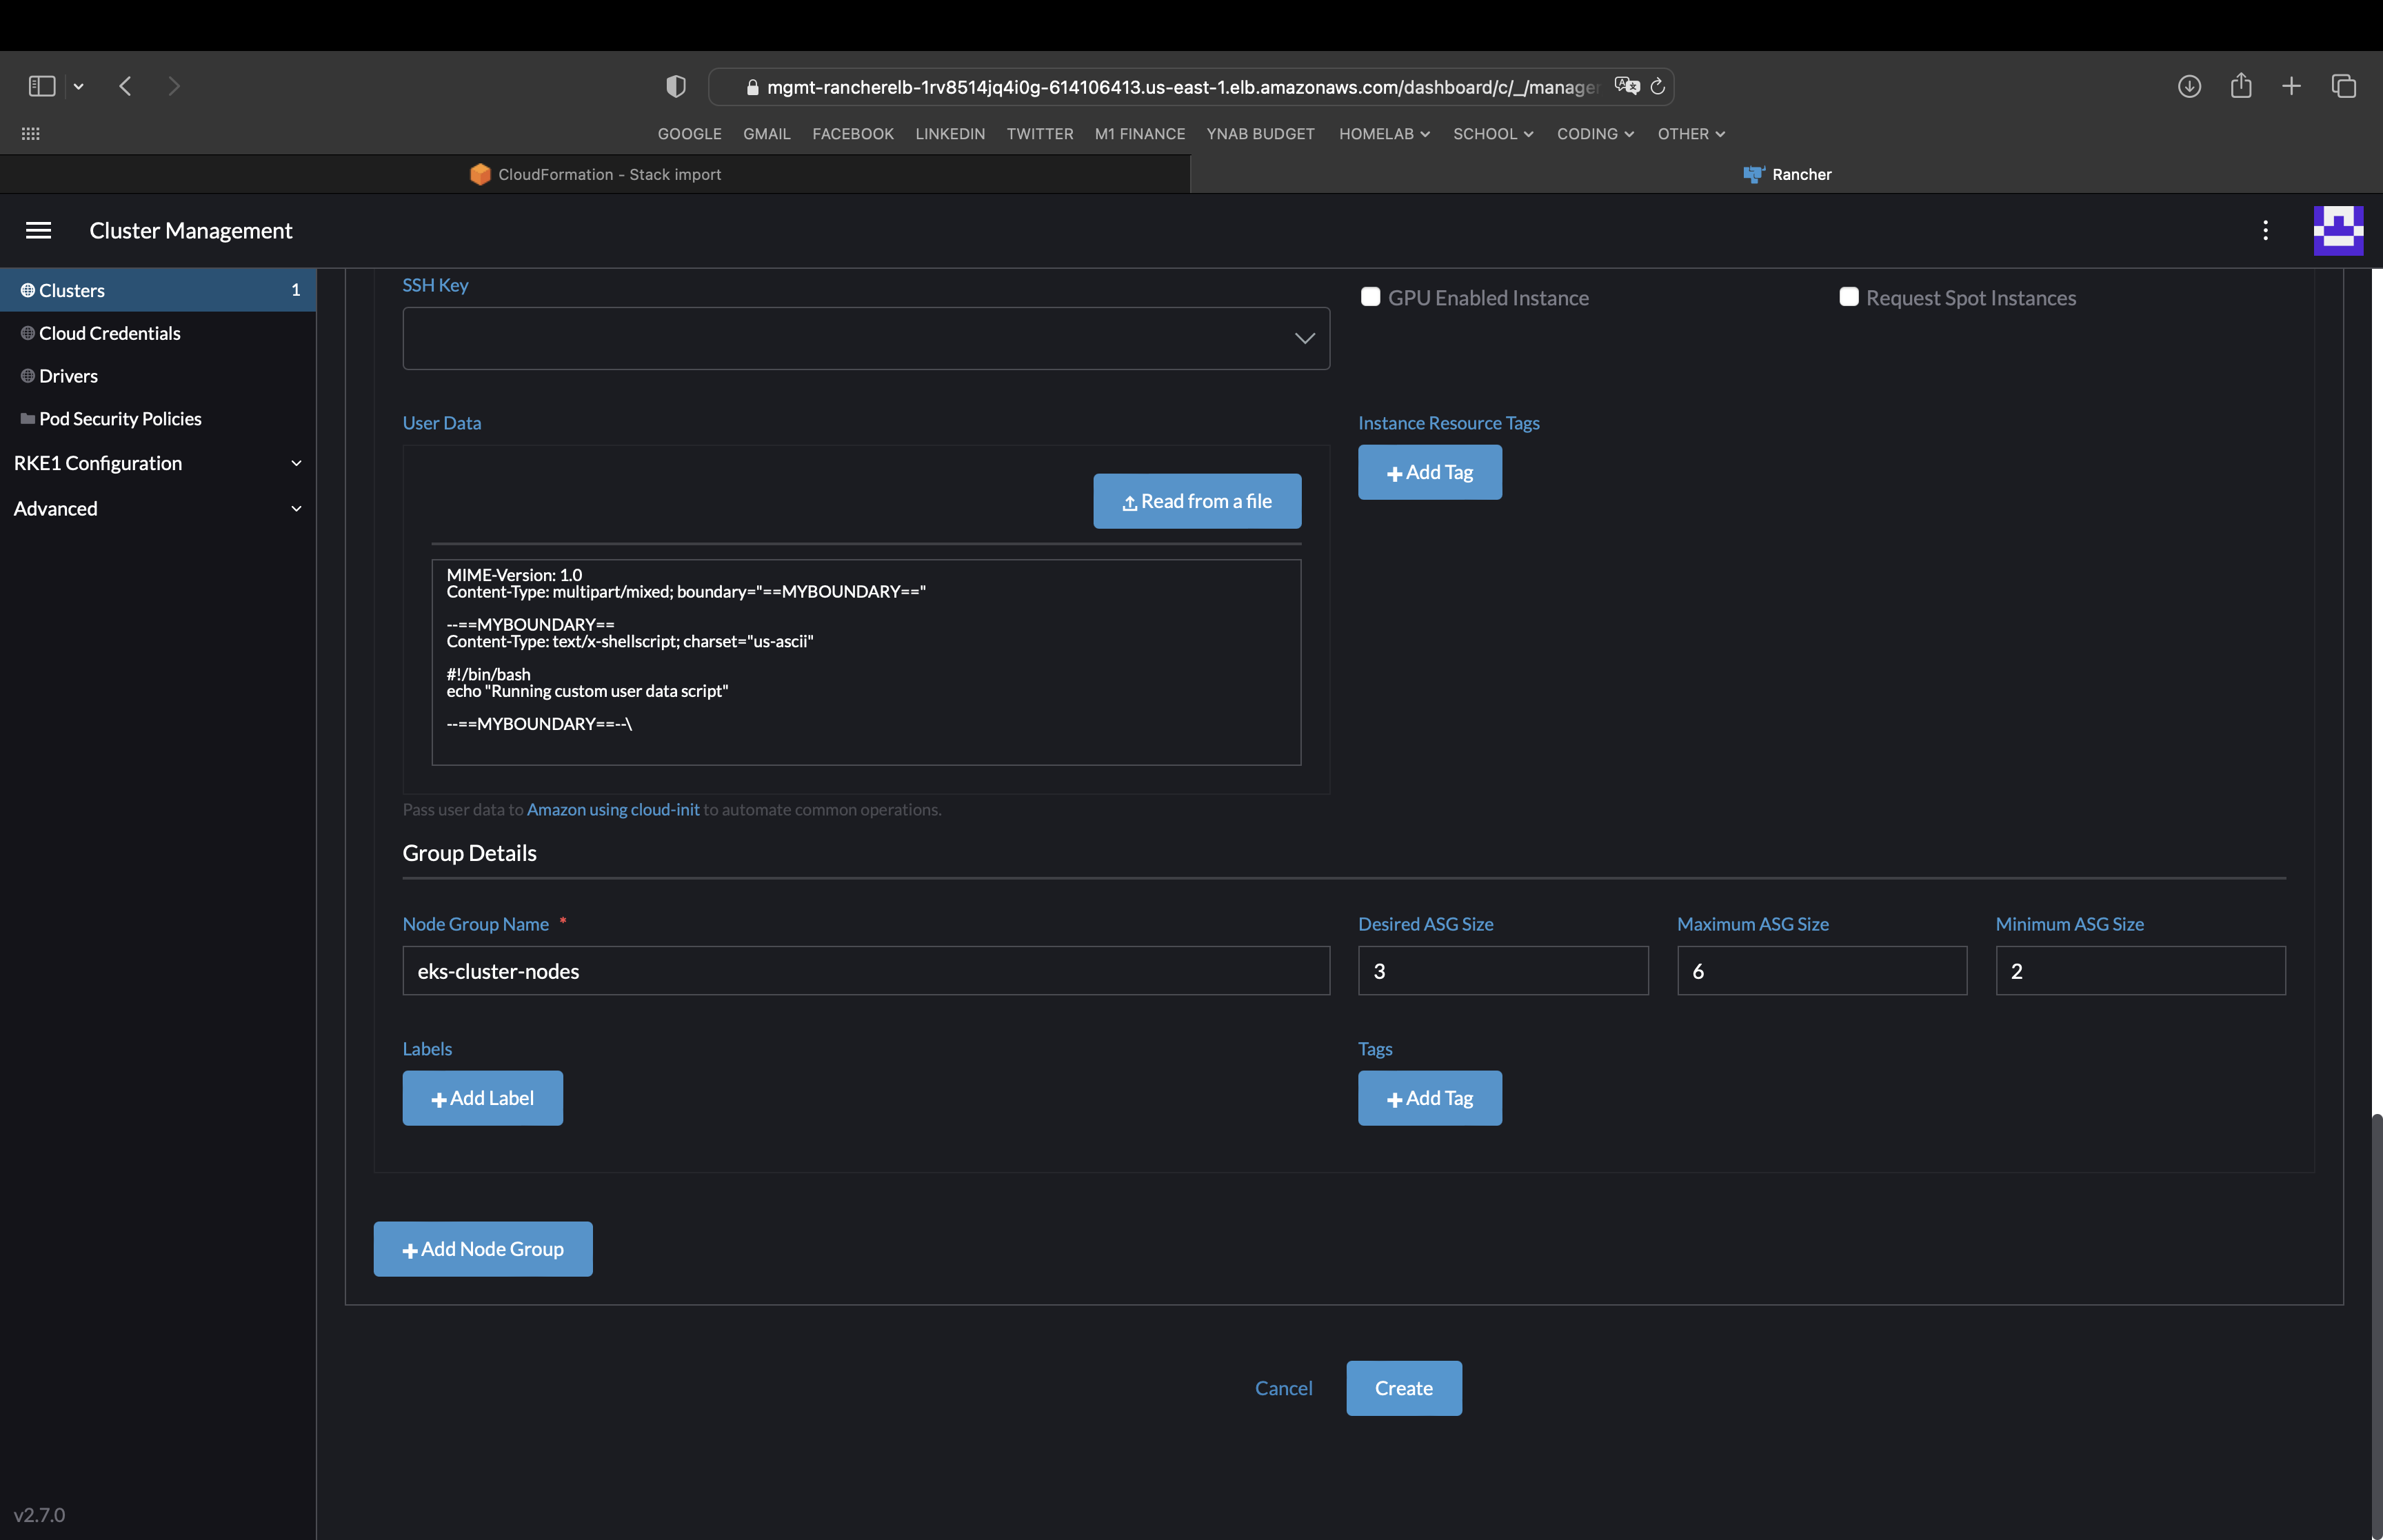 mgmt-rancherelb-1rv8514jq4i0g-614106413.us-east-1.elb.amazonaws.com/dashboard/c/_/manager
GOOGLE GMAIL FACEBOOK LINKEDIN TWITTER M1 FINANCE YNAB BUDGET HOMELAB SCHOOL CODING OTHER
CloudFormation - Stack import
Rancher
Cluster Management
Clusters 1
Cloud Credentials
Drivers
Pod Security Policies
RKE1 Configuration
Advanced
v2.7.0
SSH Key
GPU Enabled Instance
Request Spot Instances
User Data
Instance Resource Tags
Read from a file
+ Add Tag
MIME-Version: 1.0
Content-Type: multipart/mixed; boundary="==MYBOUNDARY=="
--==MYBOUNDARY==
Content-Type: text/x-shellscript; charset="us-ascii"
#!/bin/bash
echo "Running custom user data script"
--==MYBOUNDARY==--\
Pass user data to Amazon using cloud-init to automate common operations.
Group Details
Node Group Name *
Desired ASG Size
Maximum ASG Size
Minimum ASG Size
eks-cluster-nodes
3
6
2
Labels
Tags
+ Add Label
+ Add Tag
+ Add Node Group
Cancel
Create